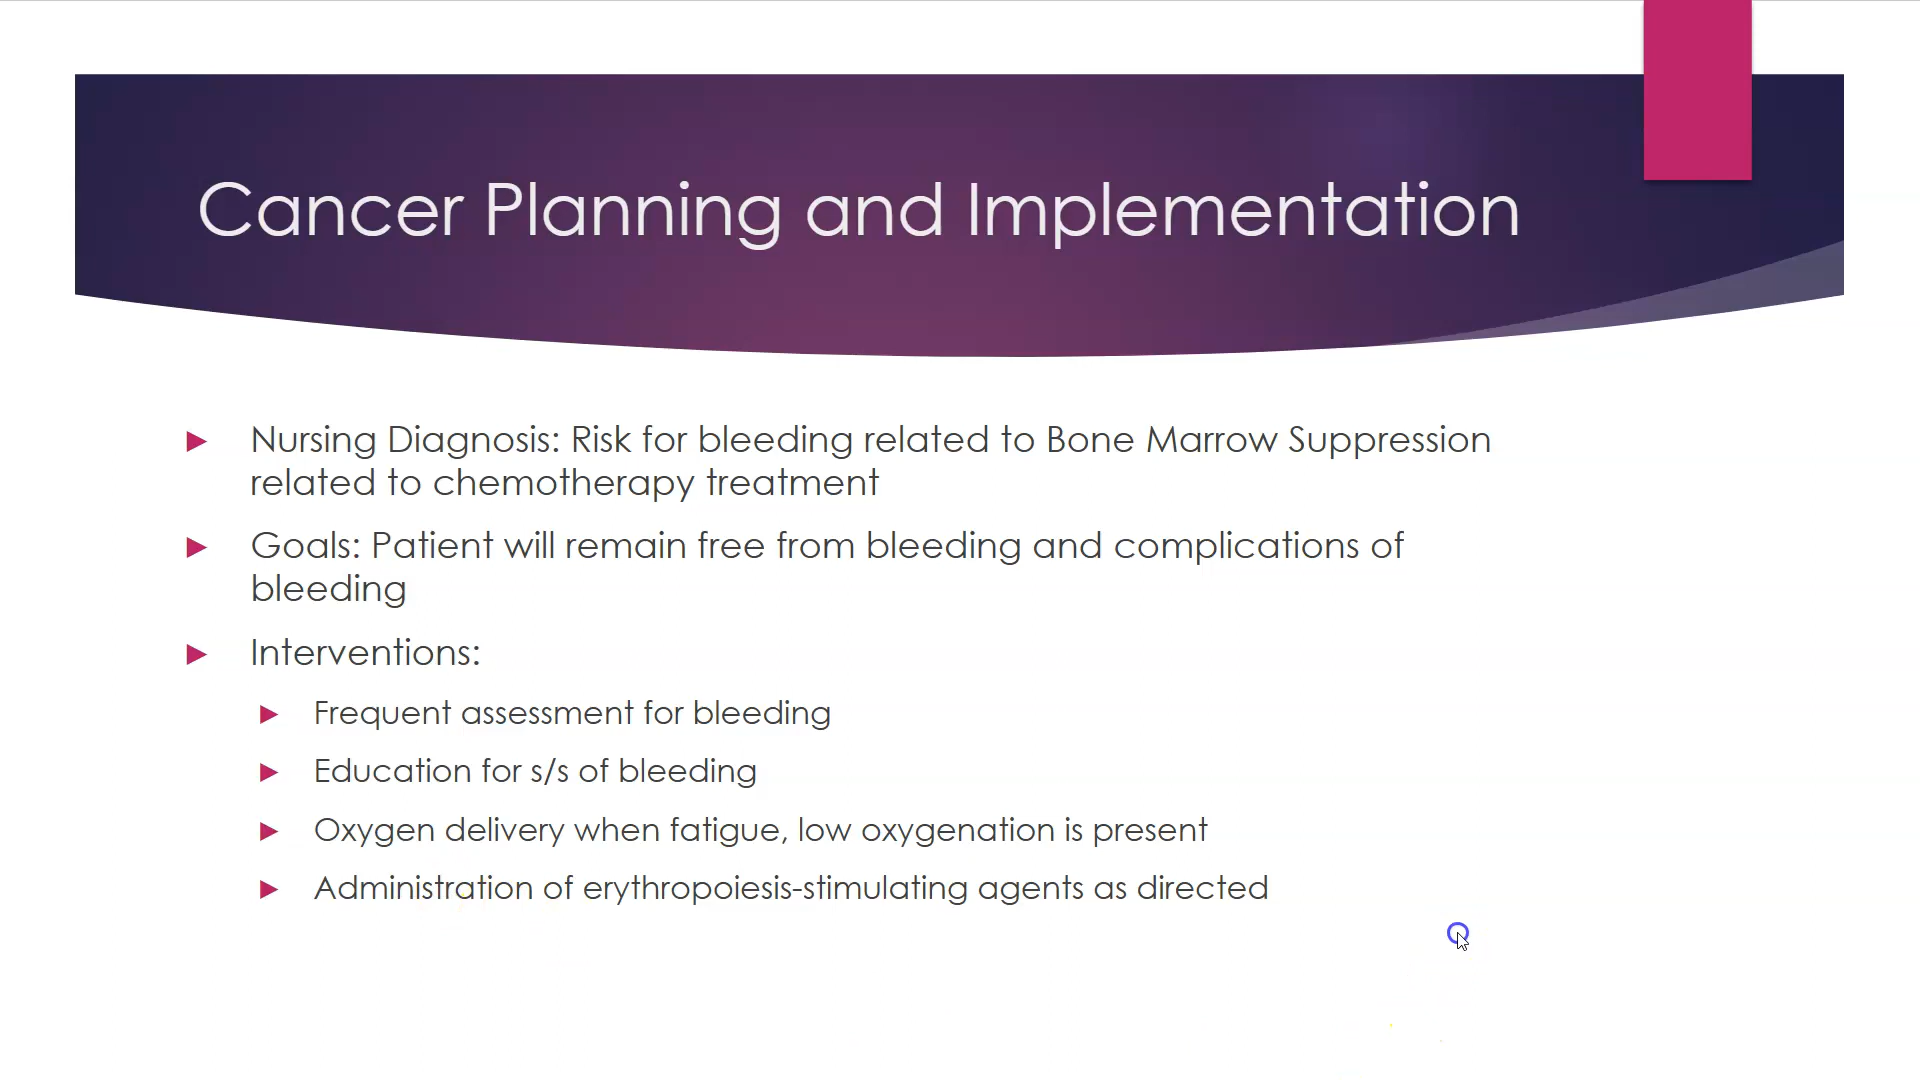 Cancer Planning and Implementation
Nursing Diagnosis: Risk for bleeding related to Bone Marrow Suppression
related to chemotherapy treatment
Goals: Patient will remain free from bleeding and complications of
bleeding
Interventions:
Frequent assessment for bleeding
Education for s/s of bleeding
Oxygen delivery when fatigue, low oxygenation is present
Administration of erythropoiesis-stimulating agents as directed